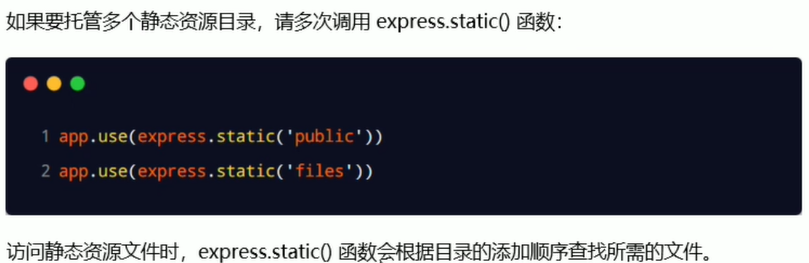 如果要托管多个静态资源目录，请多次调用 express.static() 函数：
1 app.use(express.static('public'))
2 app.use(express.static('files'))
访问静态资源文件时，express.static() 函数会根据目录的添加顺序查找所需的文件。